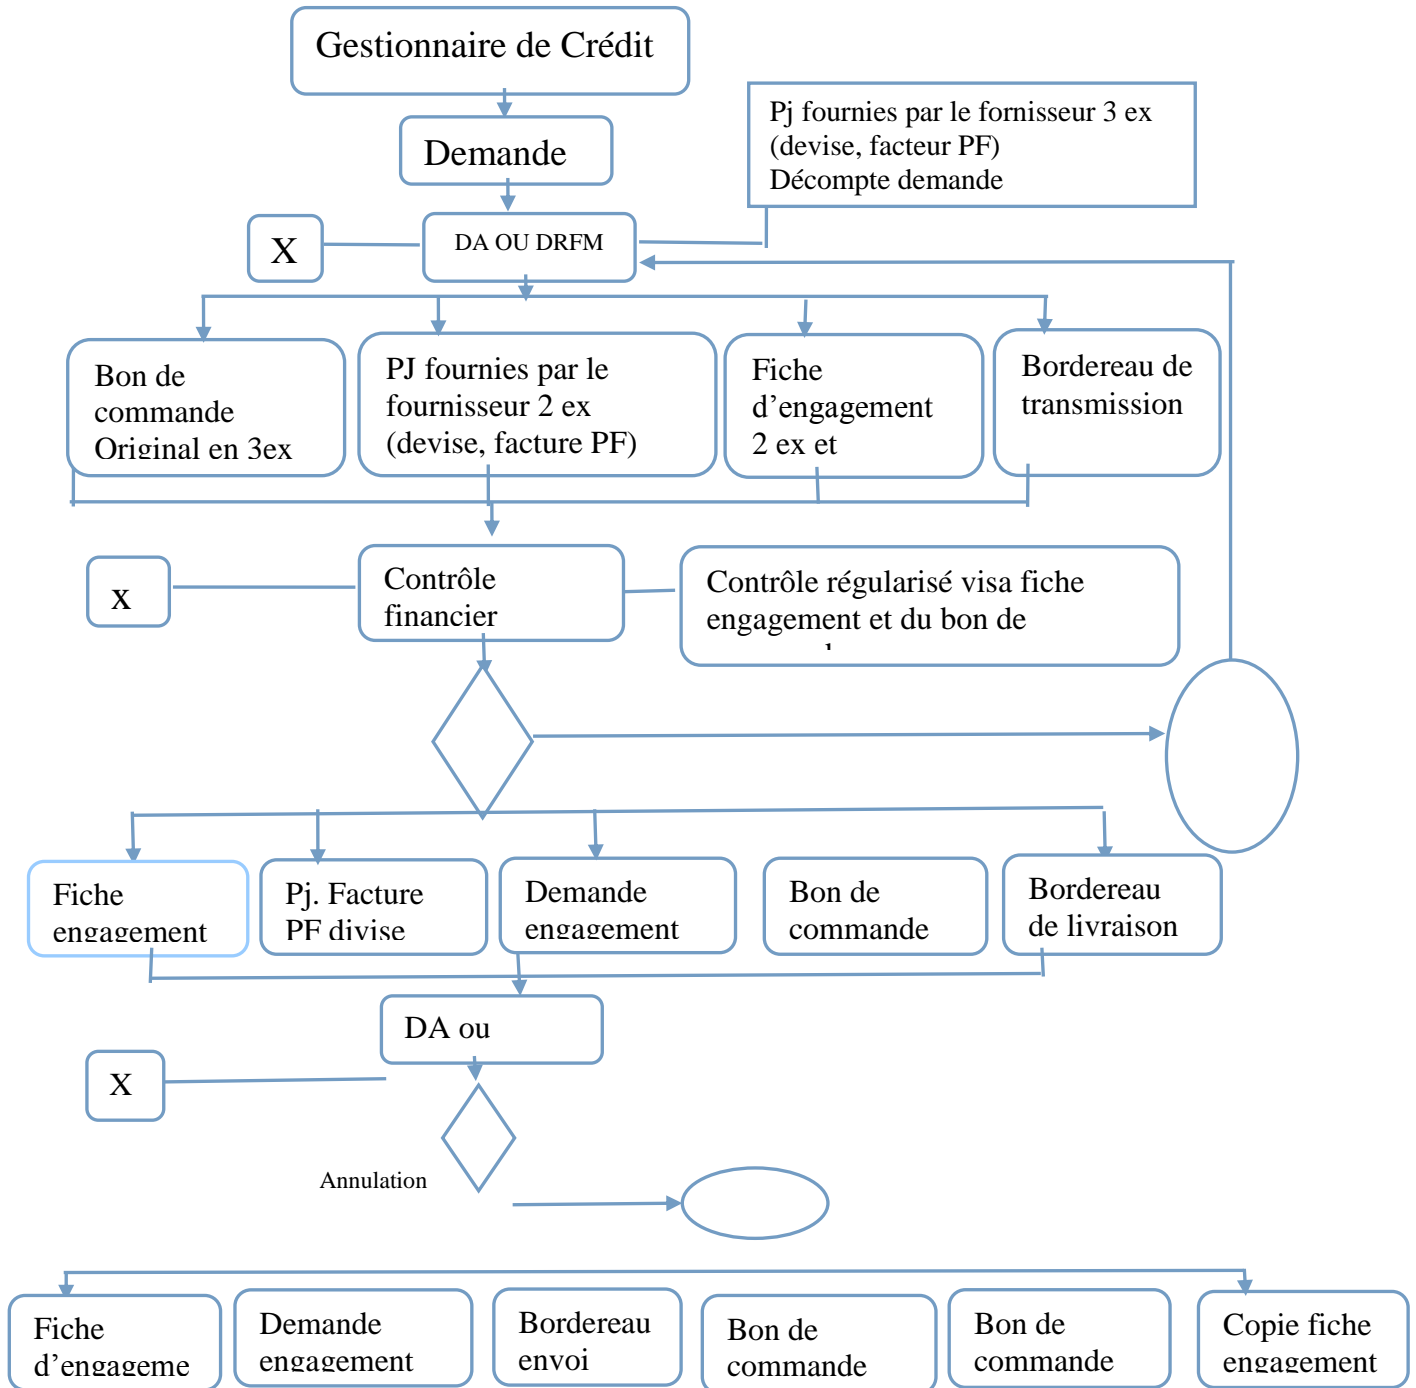 Gestionnaire de Crédit
Demande
Pj fournies par le fornisseur 3 ex
(devise, facteur PF)
Décompte demande
X
DA OU DRFM
Bon de
commande
Original en 3ex
PJ fournies par le
fournisseur 2 ex
(devise, facture PF)
Fiche
d’engagement
2 ex et
Bordereau de
transmission
x
Contrôle
financier
Contrôle régularisé visa fiche
engagement et du bon de
Fiche
engagement
Pj. Facture
PF divise
Demande
engagement
Bon de
commande
Bordereau
de livraison
DA ou
X
Annulation
Fiche
d’engageme
Demande
engagement
Bordereau
envoi
Bon de
commande
Bon de
commande
Copie fiche
engagement